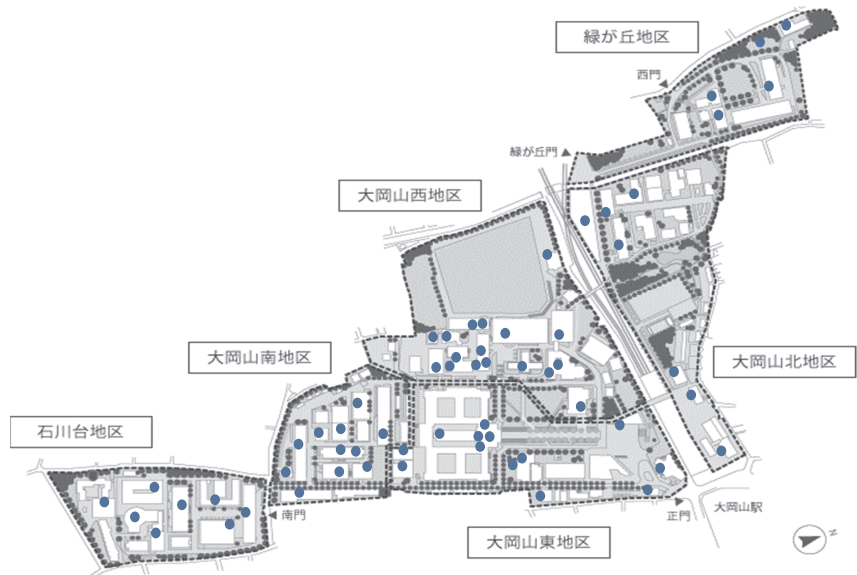 緑が丘地区
西門
緑が丘門
大岡山西地区
大岡山南地区
大岡山北地区
石川台地区
南門
正門
大岡山駅
大岡山東地区
N